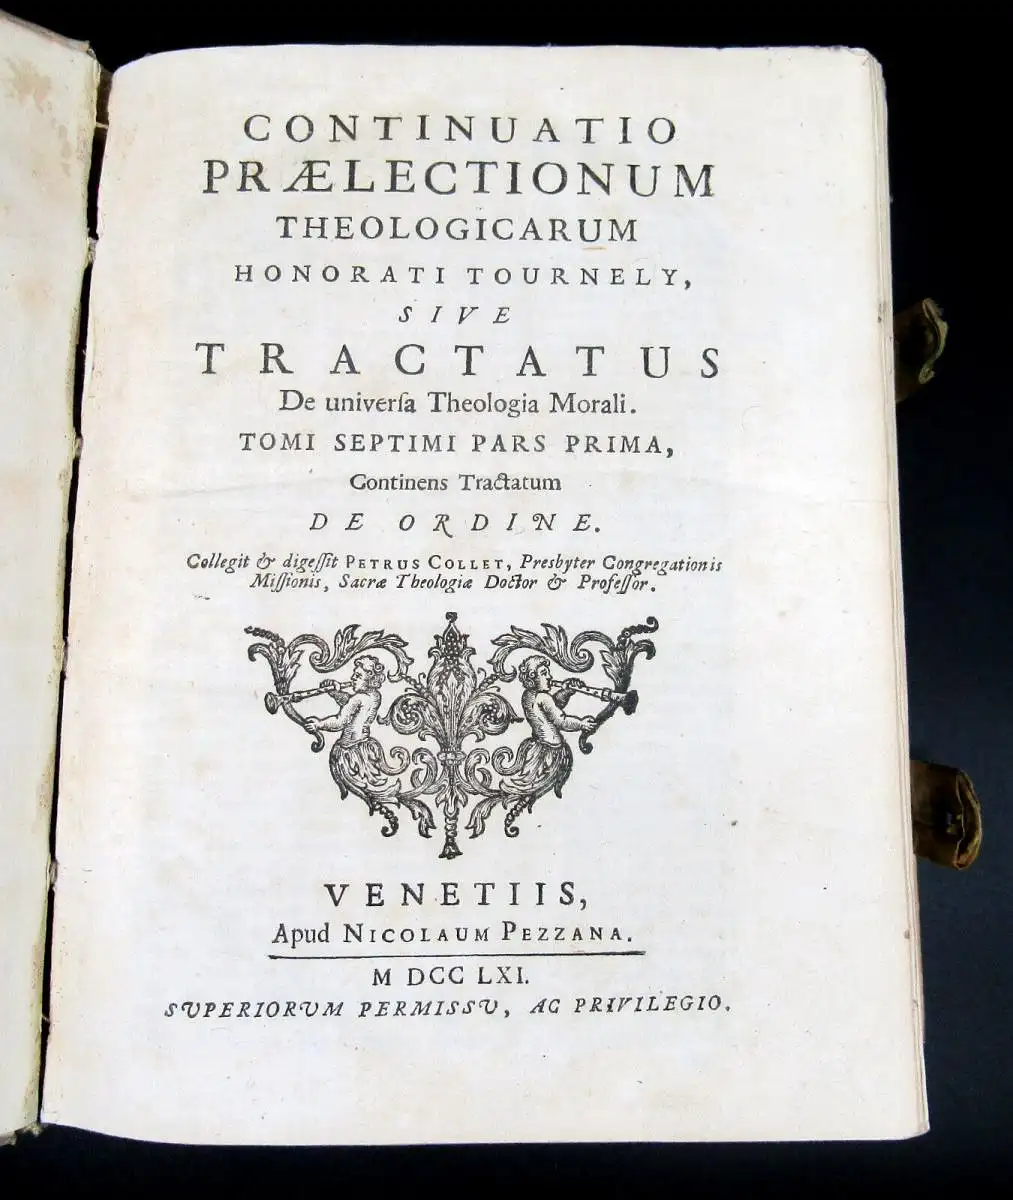 CONTINUATIO
PRÆLECTIONUM
THEOLOGICARUM
HONORATI TOURNELY,
SIVE
TRACTATUS
De universa Theologia Morali.
TOMI SEPTIMI PARS PRIMA,
Continens Tractatum
DE ORDINE.
Collegit & digessit PETRUS COLLET, Presbyter Congregationis
Missionis, Sacræ Theologiæ Doctor & Professor.
VENETIIS,
Apud NICOLAUM PEZZANA.
M DCC LXI.
SUPERIORUM PERMISSU, AC PRIVILEGIO.